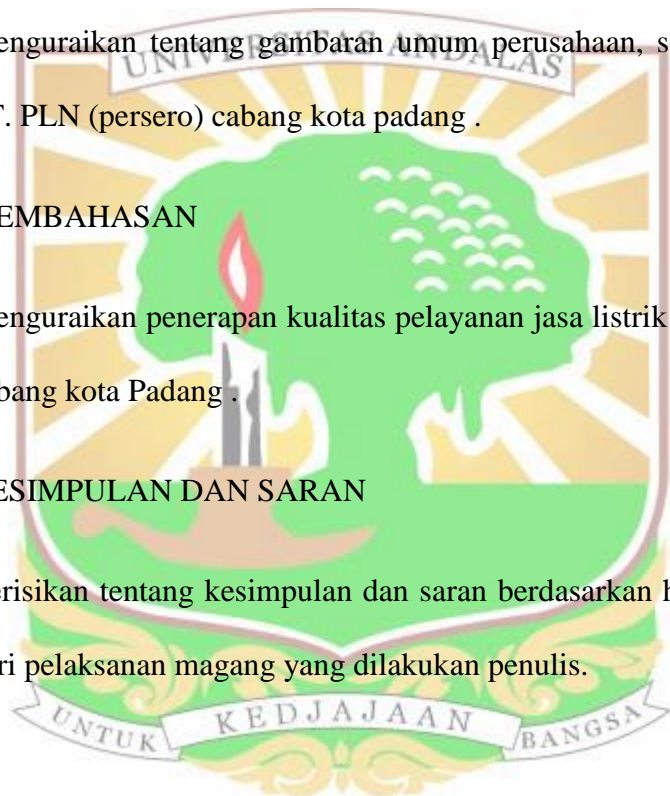 UNIVERSITAS ANDALAS
enguraikan tentang gambaran umum perusahaan, s
. PLN (persero) cabang kota padang .
EMBAHASAN
enguraikan penerapan kualitas pelayanan jasa listrik
bang kota Padang .
ESIMPULAN DAN SARAN
erisikan tentang kesimpulan dan saran berdasarkan h
ri pelaksanan magang yang dilakukan penulis.
UNTUK KEDJAJAAN BANGSA